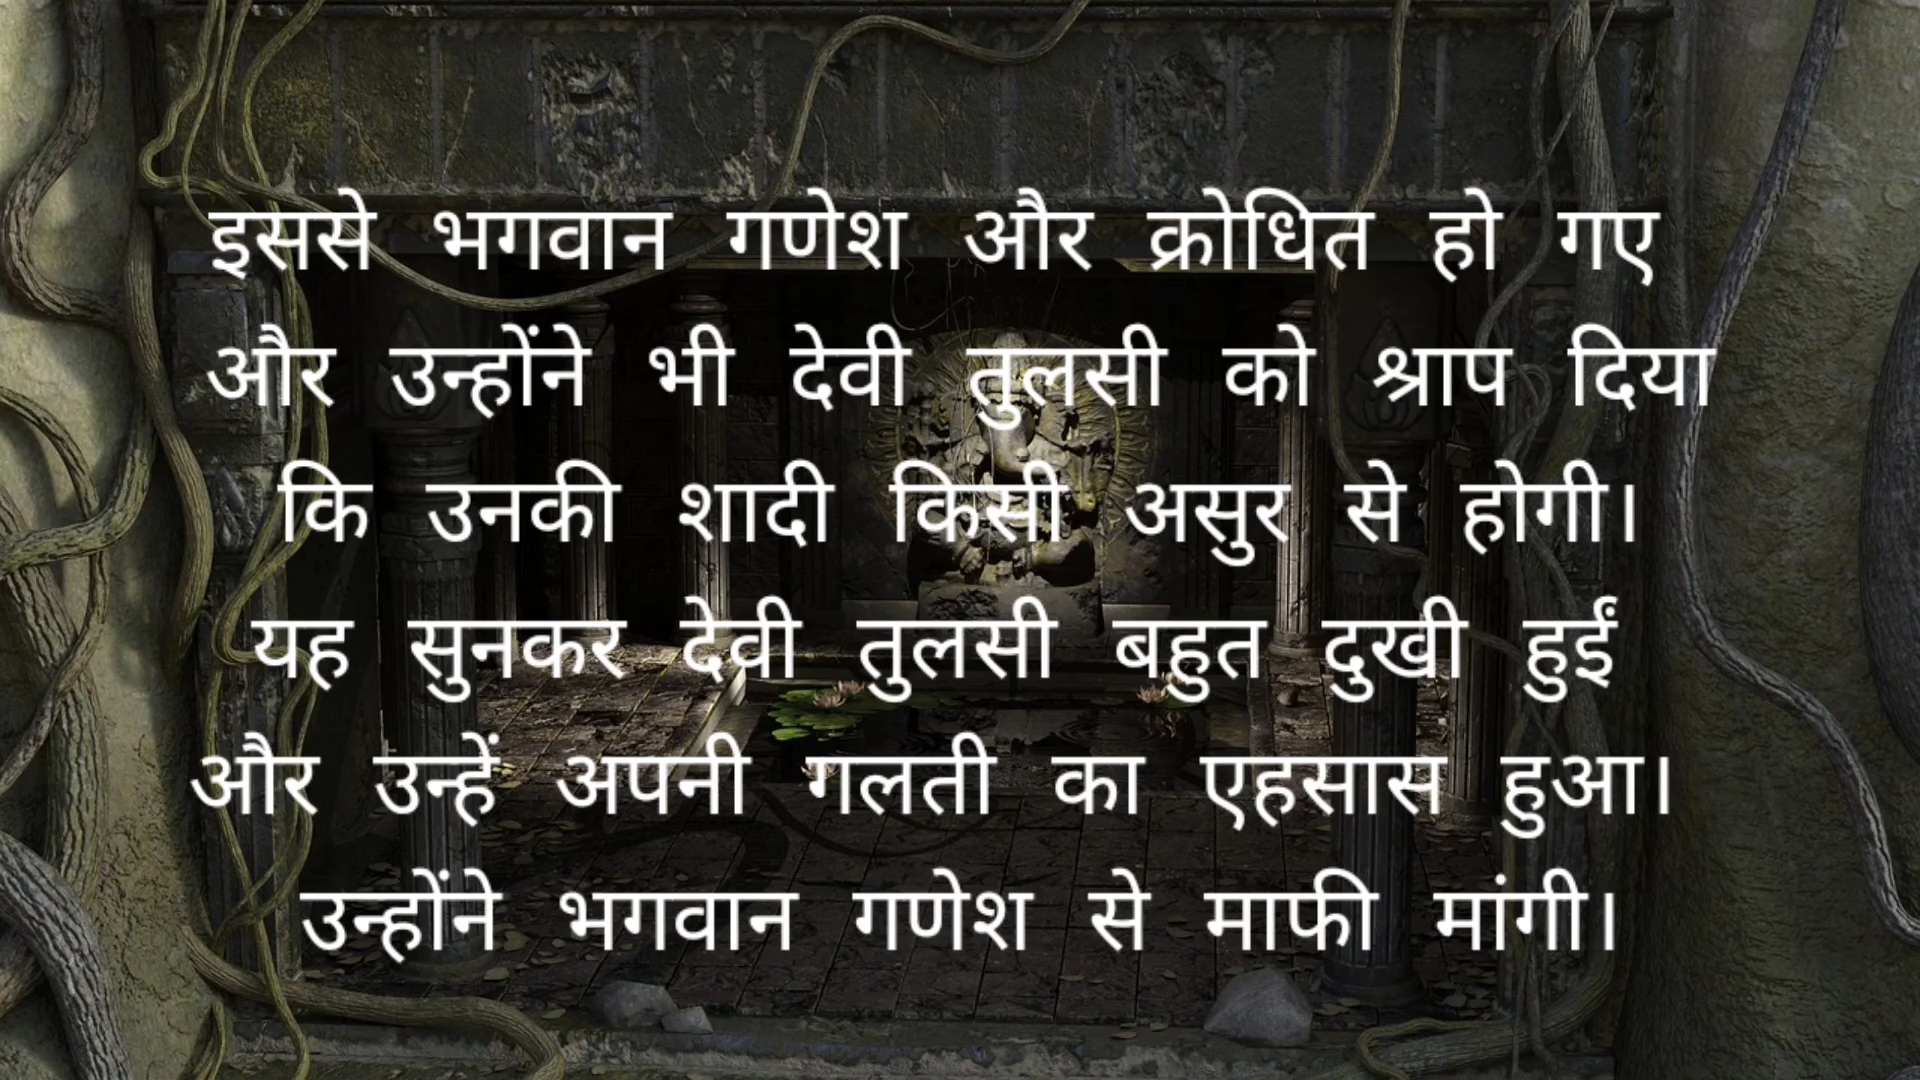 इससे भगवान गणेश और क्रोधित हो गए
और उन्होंने भी देवी तुलसी को श्राप दिया
कि उनकी शादी किसी असुर से होगी।
यह सुनकर देवी तुलसी बहुत दुखी हुईं
और उन्हें अपनी गलती का एहसास हुआ।
उन्होंने भगवान गणेश से माफी मांगी।